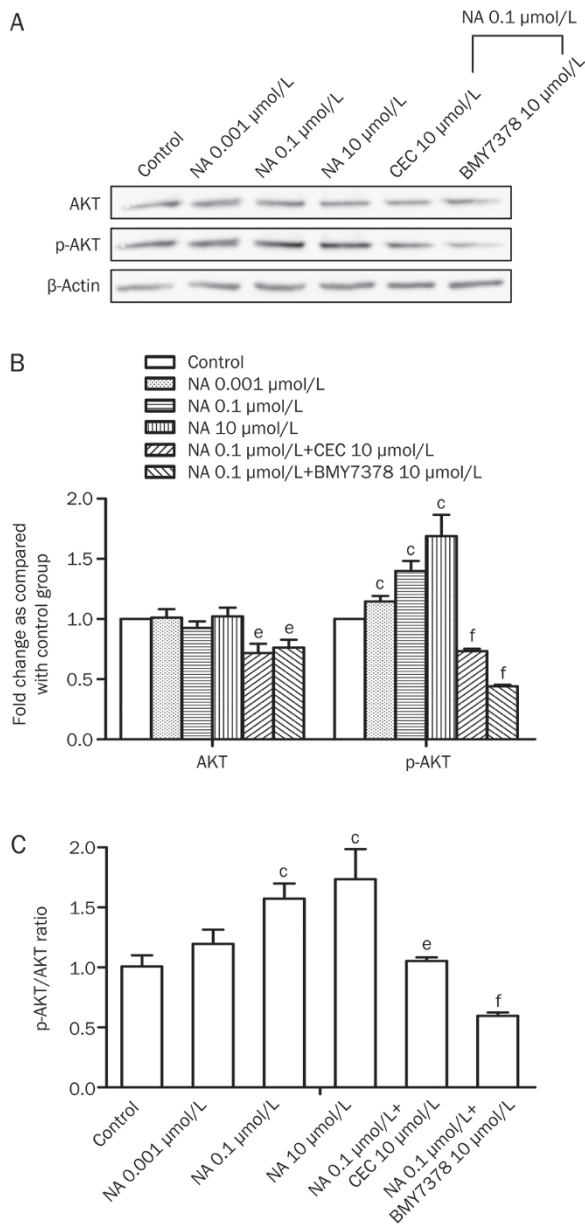 A
NA 0.1 µmol/L
Control
NA 0.001 µmol/L
NA 0.1 µmol/L
NA 10 µmol/L
CEC 10 µmol/L
BMY7378 10 µmol/L
AKT
p-AKT
β-Actin
B
Control
NA 0.001 µmol/L
NA 0.1 µmol/L
NA 10 µmol/L
NA 0.1 µmol/L+CEC 10 µmol/L
NA 0.1 µmol/L+BMY7378 10 µmol/L
Fold change as compared
with control group
2.0
1.5
1.0
0.5
0.0
e
e
c
c
c
f
f
AKT
p-AKT
C
p-AKT/AKT ratio
2.0
1.5
1.0
0.5
0.0
c
c
e
f
Control
NA 0.001 µmol/L
NA 0.1 µmol/L
NA 10 µmol/L
NA 0.1 µmol/L+
CEC 10 µmol/L
NA 0.1 µmol/L+
BMY7378 10 µmol/L